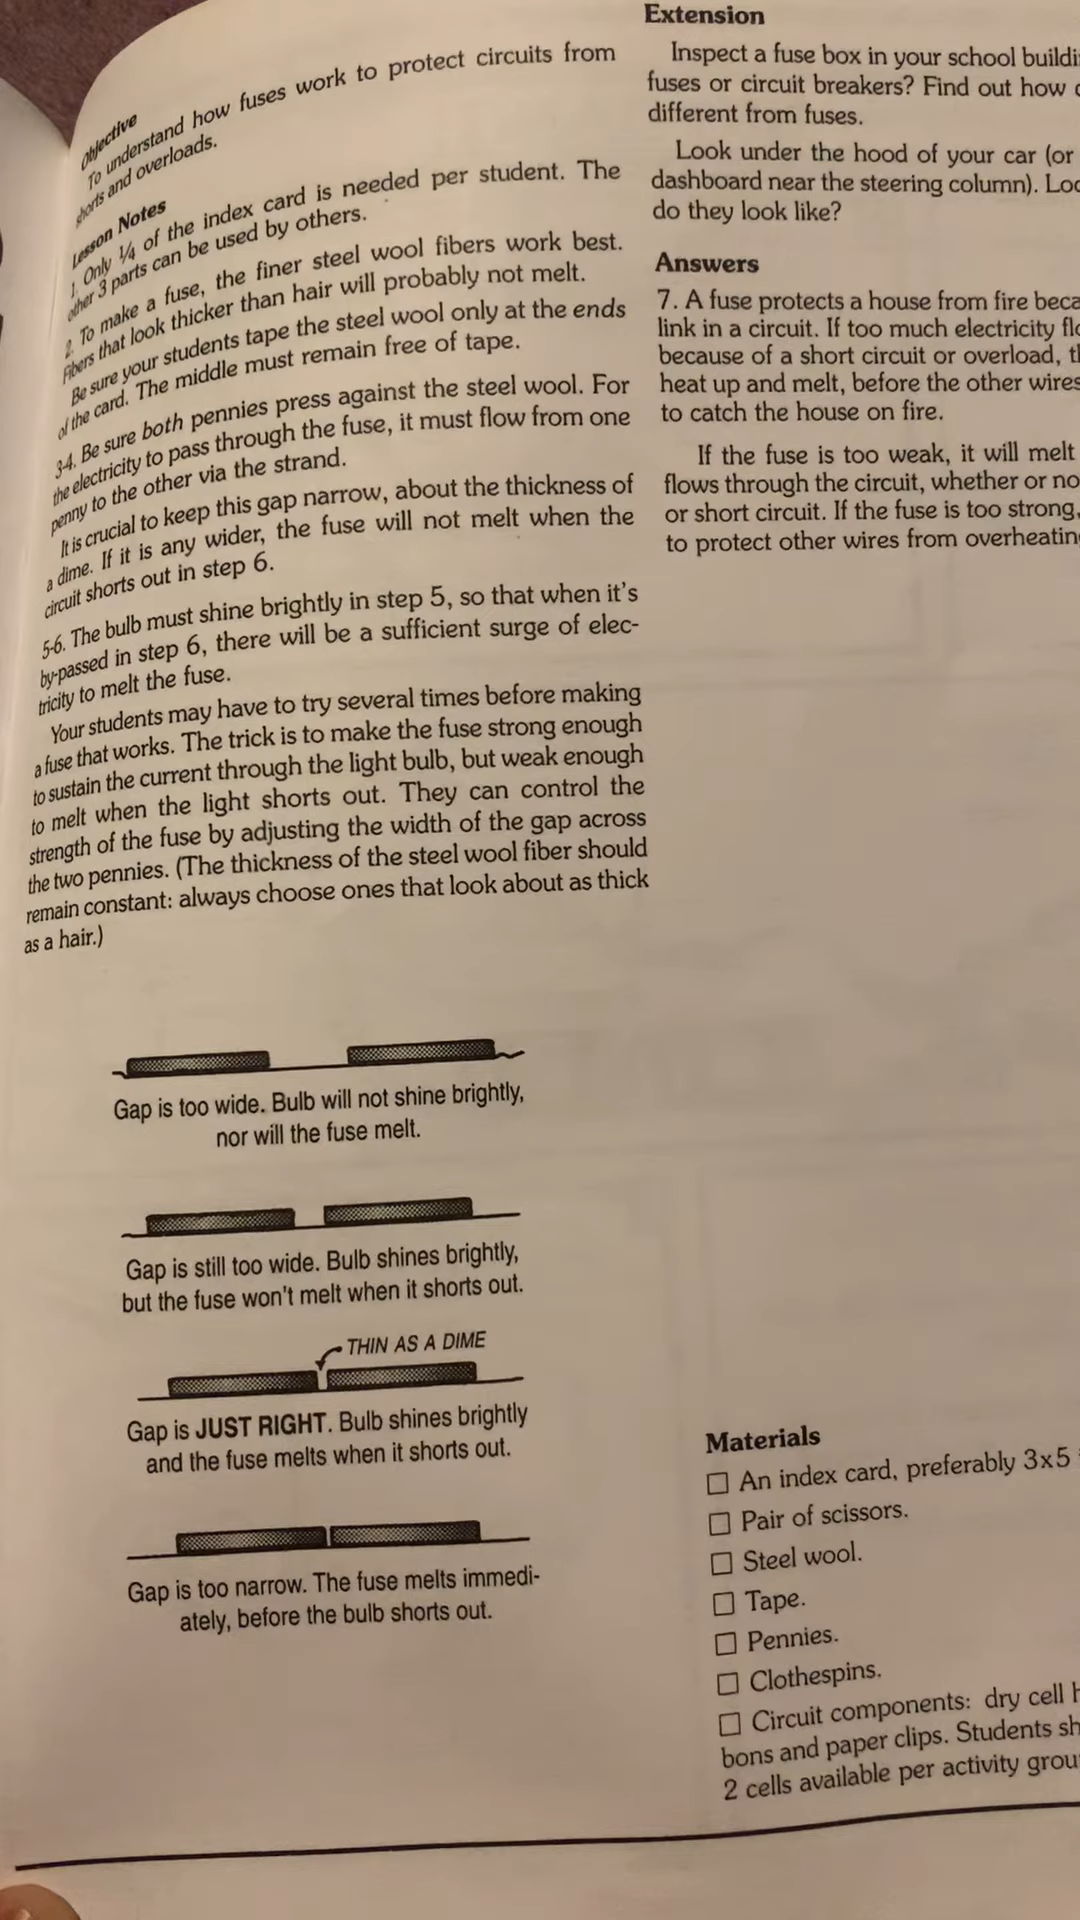 Objective
To understand how fuses work to protect circuits from
shorts and overloads.
Lesson Notes
1. Only ¼ of the index card is needed per student. The
other 3 parts can be used by others.
2. To make a fuse, the finer steel wool fibers work best.
Fibers that look thicker than hair will probably not melt.
Be sure your students tape the steel wool only at the ends
of the card. The middle must remain free of tape.
3-4. Be sure both pennies press against the steel wool. For
the electricity to pass through the fuse, it must flow from one
penny to the other via the strand.
It is crucial to keep this gap narrow, about the thickness of
a dime. If it is any wider, the fuse will not melt when the
circuit shorts out in step 6.
5-6. The bulb must shine brightly in step 5, so that when it's
by-passed in step 6, there will be a sufficient surge of elec-
tricity to melt the fuse.
Your students may have to try several times before making
a fuse that works. The trick is to make the fuse strong enough
to sustain the current through the light bulb, but weak enough
to melt when the light shorts out. They can control the
strength of the fuse by adjusting the width of the gap across
the two pennies. (The thickness of the steel wool fiber should
remain constant: always choose ones that look about as thick
as a hair.)
Gap is too wide. Bulb will not shine brightly,
nor will the fuse melt.
Gap is still too wide. Bulb shines brightly,
but the fuse won't melt when it shorts out.
THIN AS A DIME
Gap is JUST RIGHT. Bulb shines brightly
and the fuse melts when it shorts out.
Gap is too narrow. The fuse melts immedi-
ately, before the bulb shorts out.
Extension
Inspect a fuse box in your school
fuses or circuit breakers? Find out how
different from fuses.
Look under the hood of your car (or
dashboard near the steering column).
do they look like?
Answers
7. A fuse protects a house from fire
link in a circuit. If too much electricity
because of a short circuit or overload,
heat up and melt, before the other wires
to catch the house on fire.
If the fuse is too weak, it will melt
flows through the circuit, whether or
or short circuit. If the fuse is too strong,
to protect other wires from
Materials
An index card, preferably 3x5
Pair of scissors.
Steel wool.
Tape.
Pennies.
Clothespins.
Circuit components: dry cell
bons and paper clips. Students
2 cells available per activity